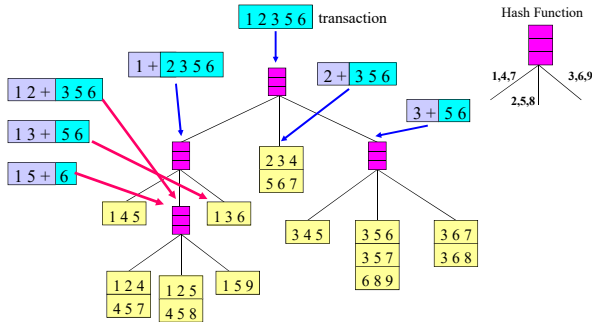 1 2 3 5 6 transaction
Hash Function
1 + 2 3 5 6
2 + 3 5 6
1,4,7
3,6,9
2,5,8
1 2 + 3 5 6
3 + 5 6
1 3 + 5 6
2 3 4
5 6 7
1 5 + 6
1 4 5
1 3 6
3 4 5
3 5 6
3 5 7
6 8 9
3 6 7
3 6 8
1 2 4
4 5 7
1 2 5
4 5 8
1 5 9